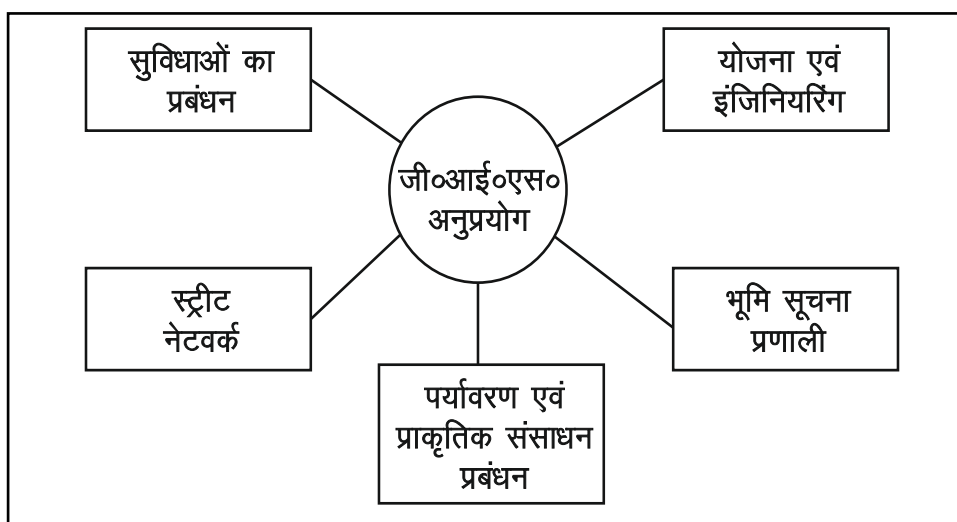 सुविधाओं का
प्रबंधन
योजना एवं
इंजिनियरिंग
जी०आई०एस०
अनुप्रयोग
स्ट्रीट
नेटवर्क
भूमि सूचना
प्रणाली
पर्यावरण एवं
प्राकृतिक संसाधन
प्रबंधन